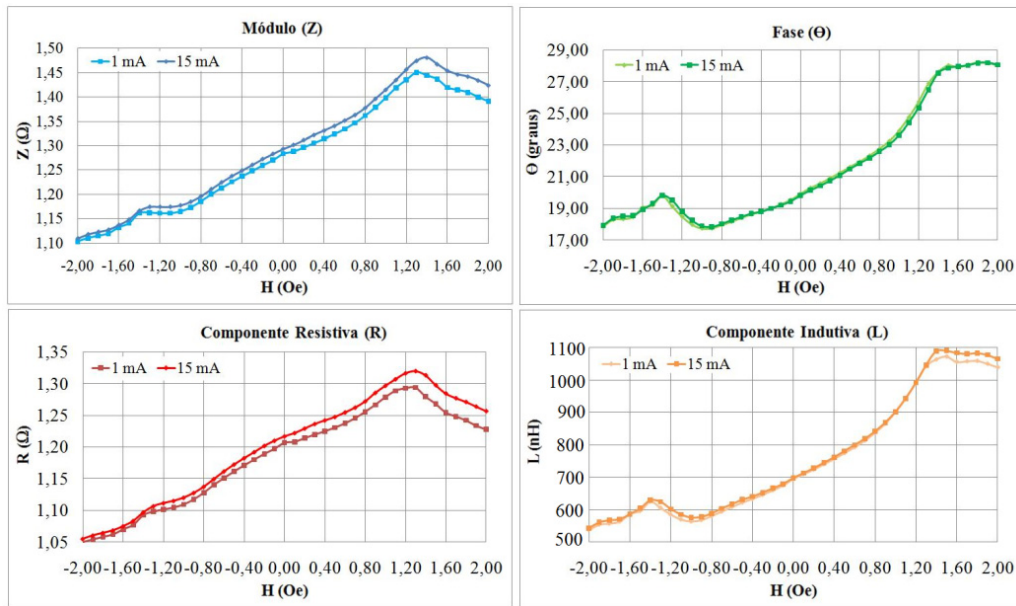 Módulo (Z)
1 mA 15 mA
Z (Ω)
1,50
1,45
1,40
1,35
1,30
1,25
1,20
1,15
1,10
-2,00 -1,60 -1,20 -0,80 -0,40 0,00 0,40 0,80 1,20 1,60 2,00
H (Oe)
Fase (Θ)
1 mA 15 mA
Θ (graus)
29,00
27,00
25,00
23,00
21,00
19,00
17,00
-2,00 -1,60 -1,20 -0,80 -0,40 0,00 0,40 0,80 1,20 1,60 2,00
H (Oe)
Componente Resistiva (R)
1 mA 15 mA
R (Ω)
1,35
1,30
1,25
1,20
1,15
1,10
1,05
-2,00 -1,60 -1,20 -0,80 -0,40 0,00 0,40 0,80 1,20 1,60 2,00
H (Oe)
Componente Indutiva (L)
1 mA 15 mA
L (nH)
1100
1000
900
800
700
600
500
-2,00 -1,60 -1,20 -0,80 -0,40 0,00 0,40 0,80 1,20 1,60 2,00
H (Oe)